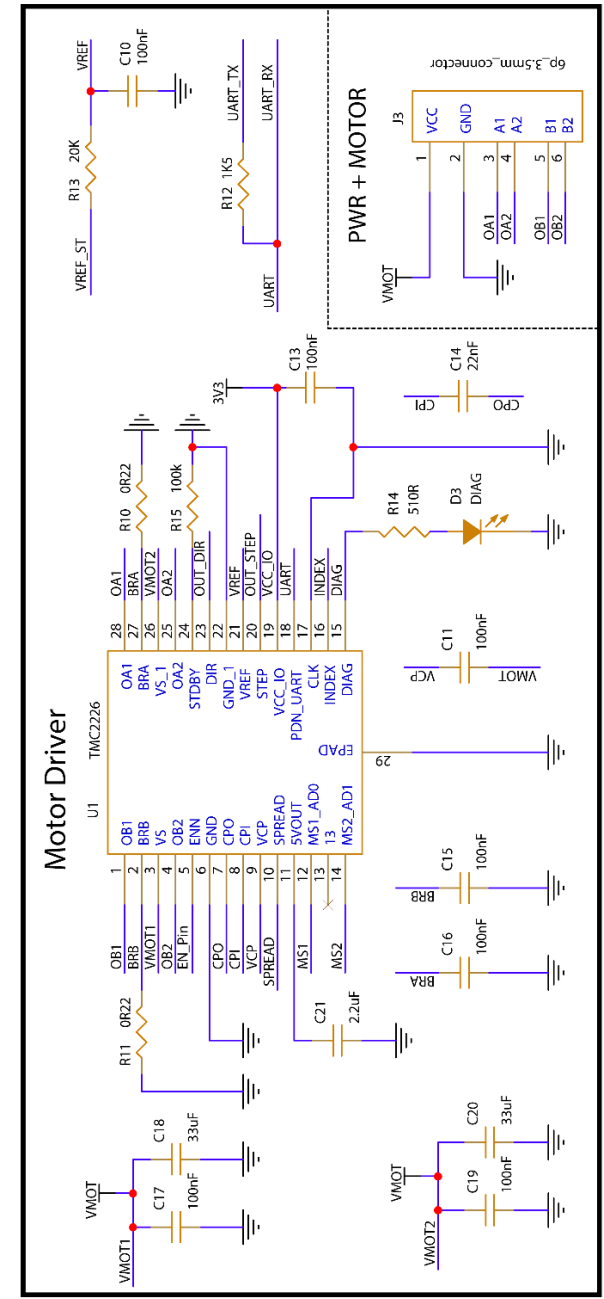 Motor Driver
VMOT
VMOT1
C17
100nF
C18
33uF
R11
0R22
OB1
BRB
VMOT1
OB2
EN_Pin
CPO
CPI
VCP
SPREAD
MS1
MS2
C21
2.2uF
1
2
3
4
5
6
7
8
9
10
11
12
13
14
U1
TMC2226
OB1
BRB
VS
OB2
ENN
GND
CPO
CPI
VCP
SPREAD
5VOUT
MS1_AD0
13
MS2_AD1
OA1
BRA
VS_1
OA2
STDBY
DIR
GND_1
VREF
STEP
VCC_IO
PDN_UART
CLK
INDEX
DIAG
EPAD
29
28
27
26
25
24
23
22
21
20
19
18
17
16
15
OA1
BRA
VMOT2
OA2
OUT_DIR
VREF
OUT_STEP
VCC_IO
UART
INDEX
DIAG
R10
0R22
R15
100k
3V3
C13
100nF
R14
510R
D3
DIAG
VMOT
VMOT2
C19
100nF
C20
33uF
BRA
C16
100nF
BRB
C15
100nF
VCP
C11
100nF
VMOT
CPI
C14
22nF
CPO
VREF_ST
R13
20K
VREF
C10
100nF
UART
R12
1K5
UART_TX
UART_RX
PWR + MOTOR
VMOT
OA1
OA2
OB1
OB2
1
2
3
4
5
6
J3
VCC
GND
A1
A2
B1
B2
6p_3.5mm_connector